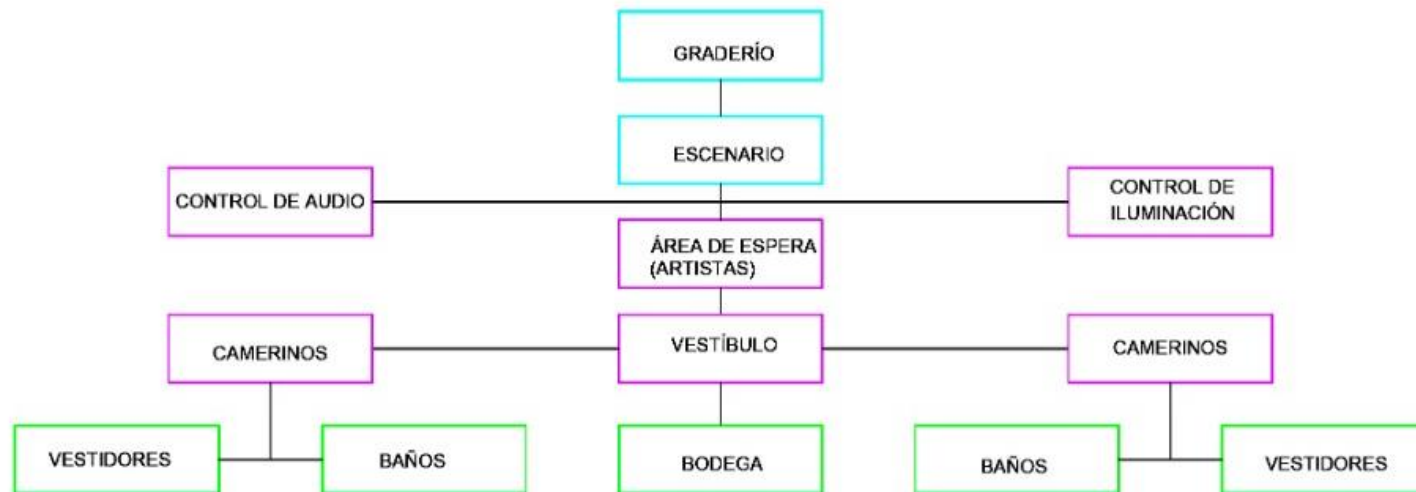 GRADERÍO
ESCENARIO
CONTROL DE AUDIO
CONTROL DE
ILUMINACIÓN
ÁREA DE ESPERA
(ARTISTAS)
CAMERINOS
VESTÍBULO
CAMERINOS
VESTIDORES
BAÑOS
BODEGA
BAÑOS
VESTIDORES